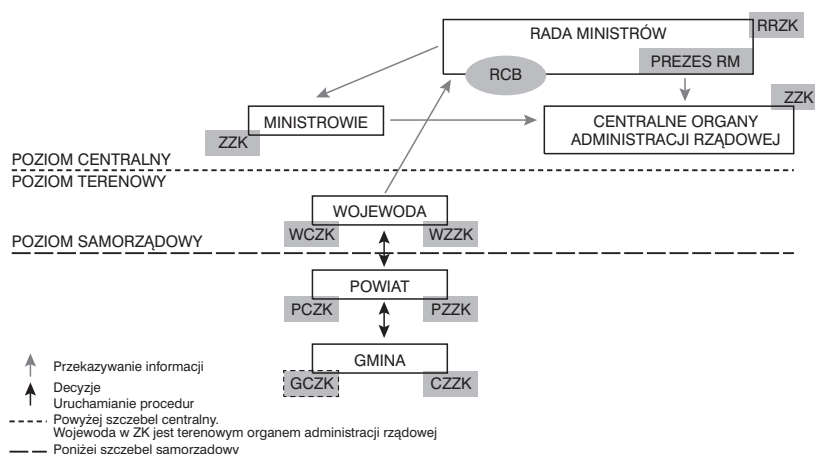 RADA MINISTRÓW
RRZK
PREZES RM
RCB
ZZK
MINISTROWIE
CENTRALNE ORGANY
ADMINISTRACJI RZĄDOWEJ
ZZK
POZIOM CENTRALNY
POZIOM TERENOWY
WOJEWODA
WCZK
WZZK
POZIOM SAMORZĄDOWY
POWIAT
PCZK
PZZK
GMINA
GCZK
CZZK
Przekazywanie informacji
Decyzje
Uruchamianie procedur
Powyżej szczebel centralny.
Wojewoda w ZK jest terenowym organem administracji rządowej
Poniżej szczebel samorzadowy